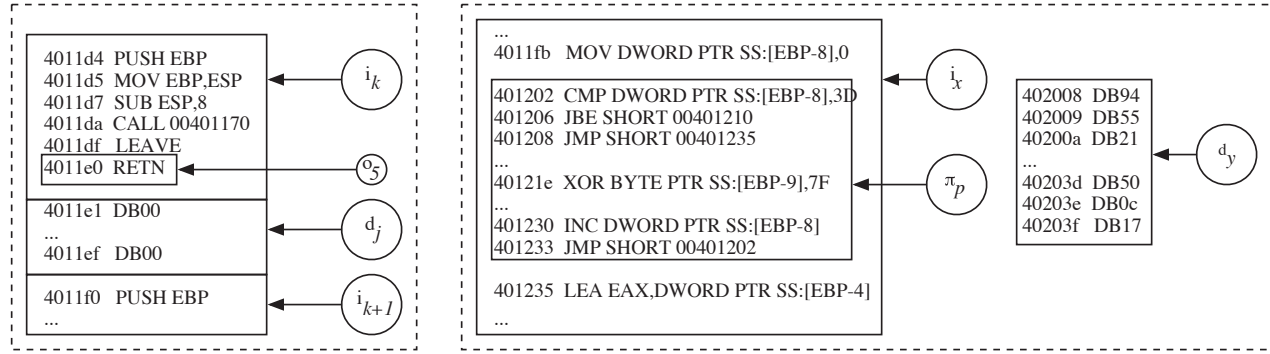 4011d4 PUSH EBP
4011d5 MOV EBP,ESP
4011d7 SUB ESP,8
4011da CALL 00401170
4011df LEAVE
4011e0 RETN
4011e1 DB00
...
4011ef DB00
4011f0 PUSH EBP
...
i_k
o_5
d_j
i_k+1
...
4011fb MOV DWORD PTR SS:[EBP-8],0
401202 CMP DWORD PTR SS:[EBP-8],3D
401206 JBE SHORT 00401210
401208 JMP SHORT 00401235
...
40121e XOR BYTE PTR SS:[EBP-9],7F
...
401230 INC DWORD PTR SS:[EBP-8]
401233 JMP SHORT 00401202
401235 LEA EAX,DWORD PTR SS:[EBP-4]
...
i_x
π_p
402008 DB94
402009 DB55
40200a DB21
...
40203d DB50
40203e DB0c
40203f DB17
d_y